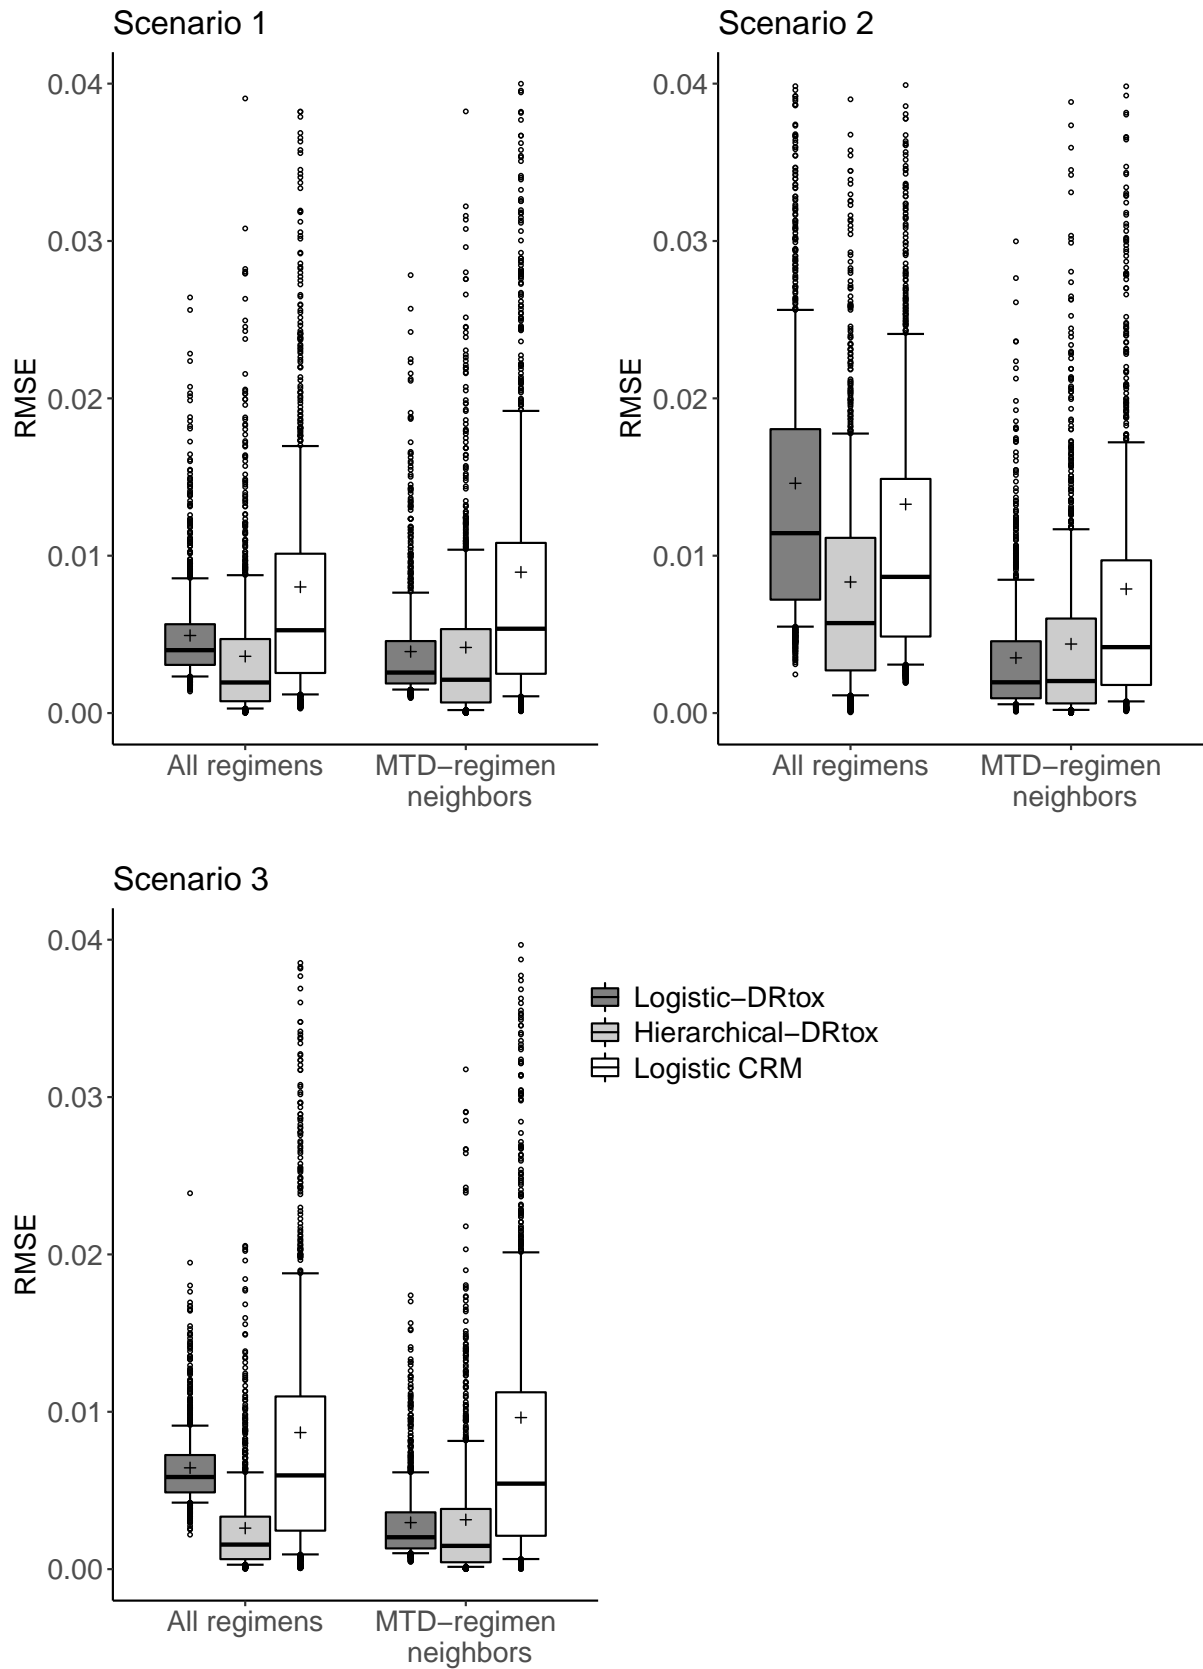 Scenario 1
RMSE
0.04
0.03
0.02
0.01
0.00
All regimens
MTD−regimen
neighbors
Scenario 2
RMSE
0.04
0.03
0.02
0.01
0.00
All regimens
MTD−regimen
neighbors
Scenario 3
RMSE
0.04
0.03
0.02
0.01
0.00
All regimens
MTD−regimen
neighbors
Logistic−DRtox
Hierarchical−DRtox
Logistic CRM